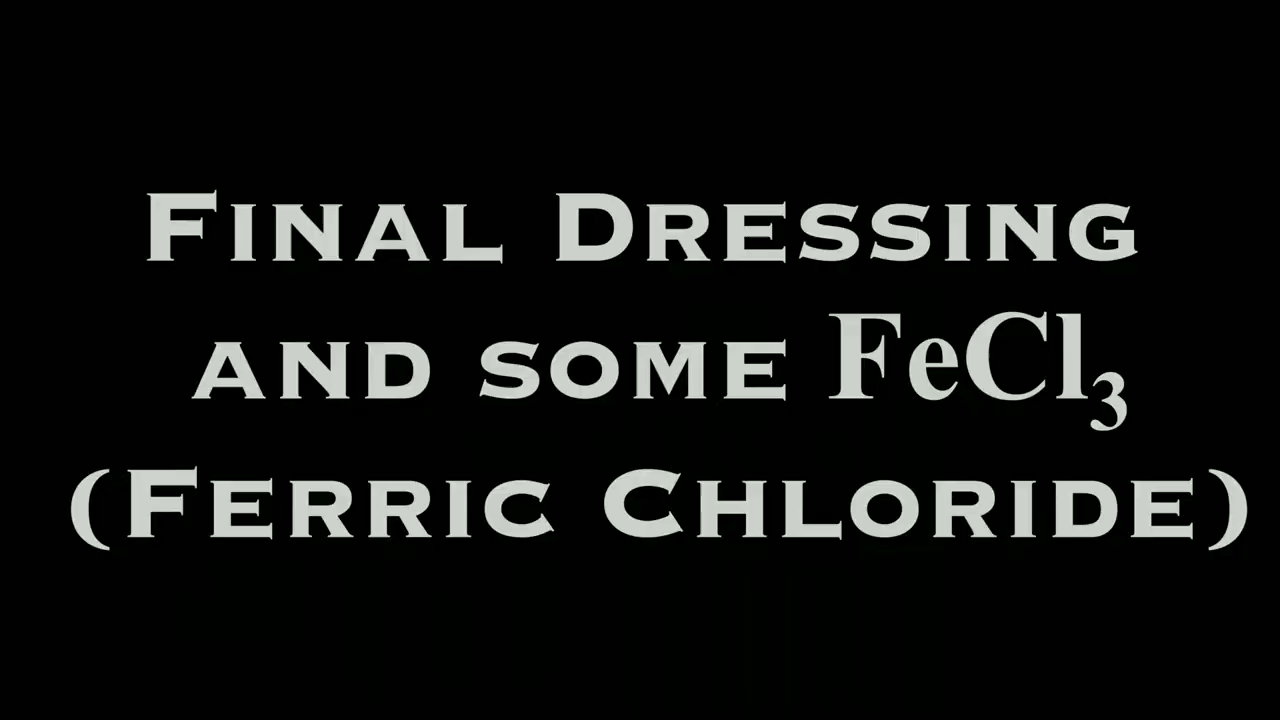 Final Dressing
and some FeCl₃
(Ferric Chloride)